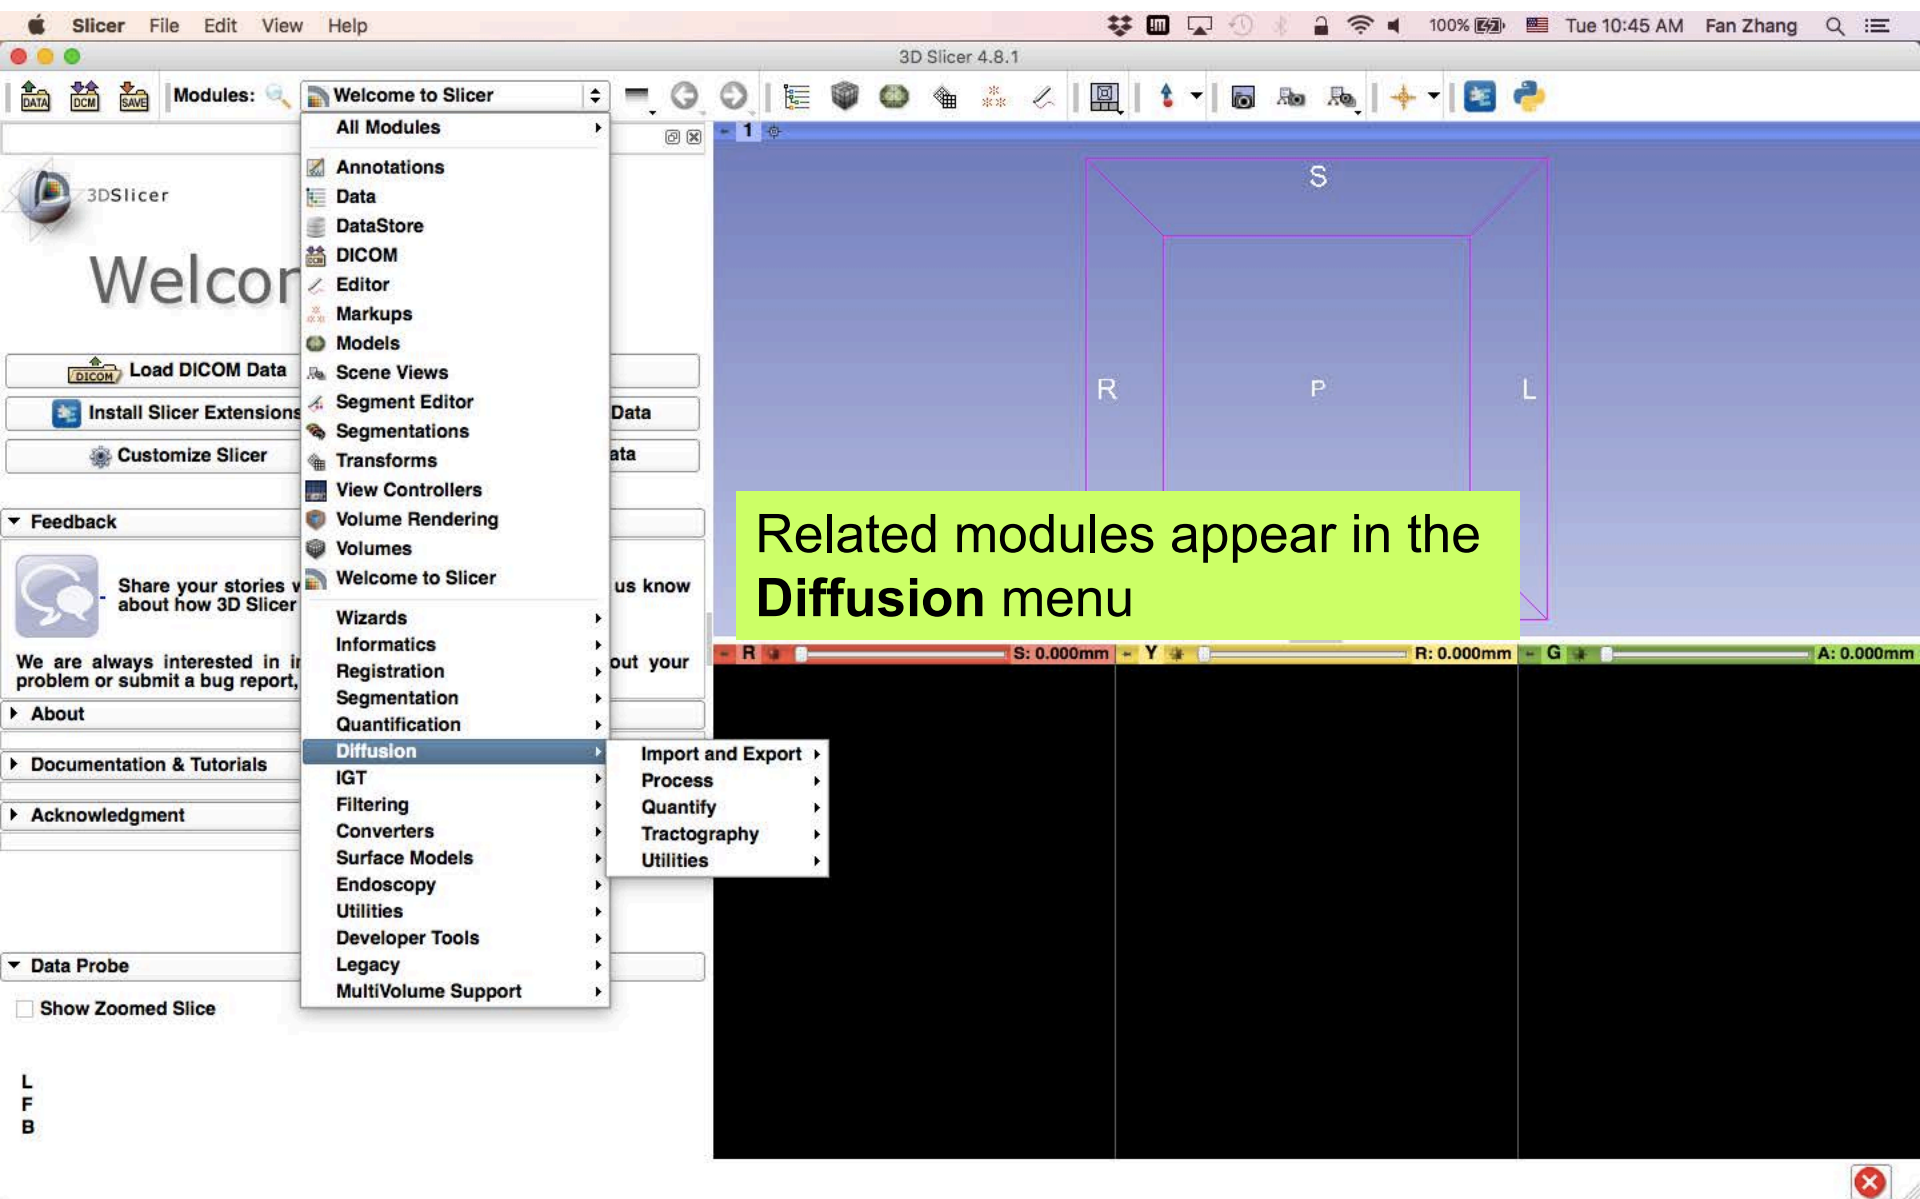 Slicer File Edit View Help 100% Tue 10:45 AM Fan Zhang
3D Slicer 4.8.1
DATA DCM SAVE Modules: Welcome to Slicer
1
All Modules
Annotations
Data
DataStore
DICOM
Editor
Markups
Models
Scene Views
Segment Editor
Segmentations
Transforms
View Controllers
Volume Rendering
Volumes
Welcome to Slicer
Wizards
Informatics
Registration
Segmentation
Quantification
Diffusion
IGT
Filtering
Converters
Surface Models
Endoscopy
Utilities
Developer Tools
Legacy
MultiVolume Support
Import and Export
Process
Quantify
Tractography
Utilities
3DSlicer
Welcor
DICOM Load DICOM Data
Install Slicer Extensions Data
Customize Slicer ata
Feedback
Share your stories w us know
about how 3D Slicer
We are always interested in ir out your
problem or submit a bug report,
About
Documentation & Tutorials
Acknowledgment
Data Probe
Show Zoomed Slice
L
F
B
S
R P L
Related modules appear in the
Diffusion menu
R S: 0.000mm Y R: 0.000mm G A: 0.000mm